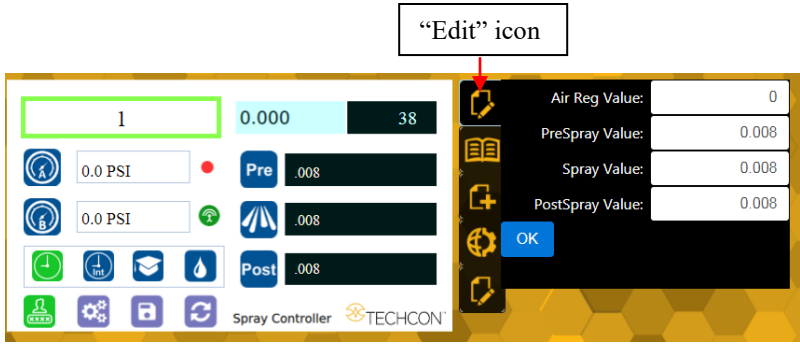 “Edit” icon
1
0.000
38
A
0.0 PSI
Pre
.008
B
0.0 PSI
.008
Int
Post
.008
Spray Controller
TECHCON
Air Reg Value:
0
PreSpray Value:
0.008
Spray Value:
0.008
PostSpray Value:
0.008
OK